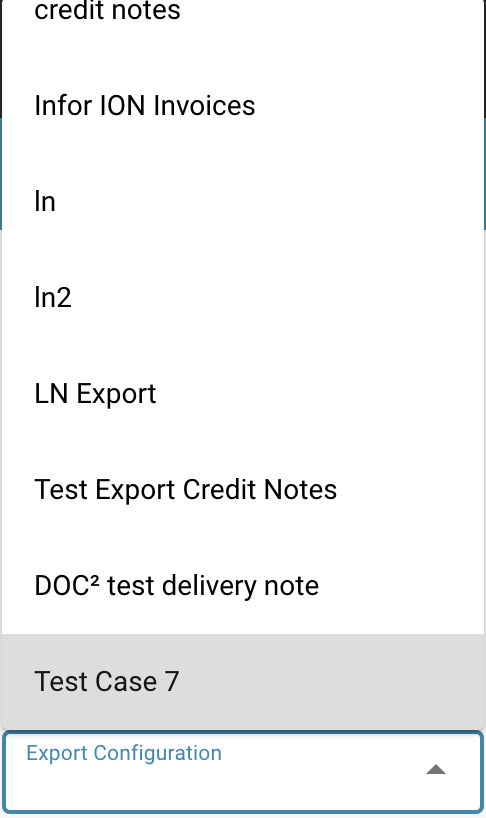 credit notes
Infor ION Invoices
ln
ln2
LN Export
Test Export Credit Notes
DOC² test delivery note
Test Case 7
Export Configuration